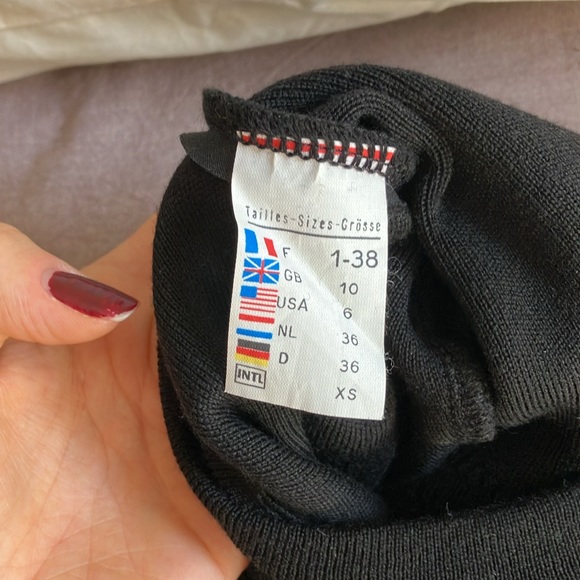 Tailles-Sizes-Grösse
F 1-38
GB 10
USA 6
NL 36
D 36
INTL XS